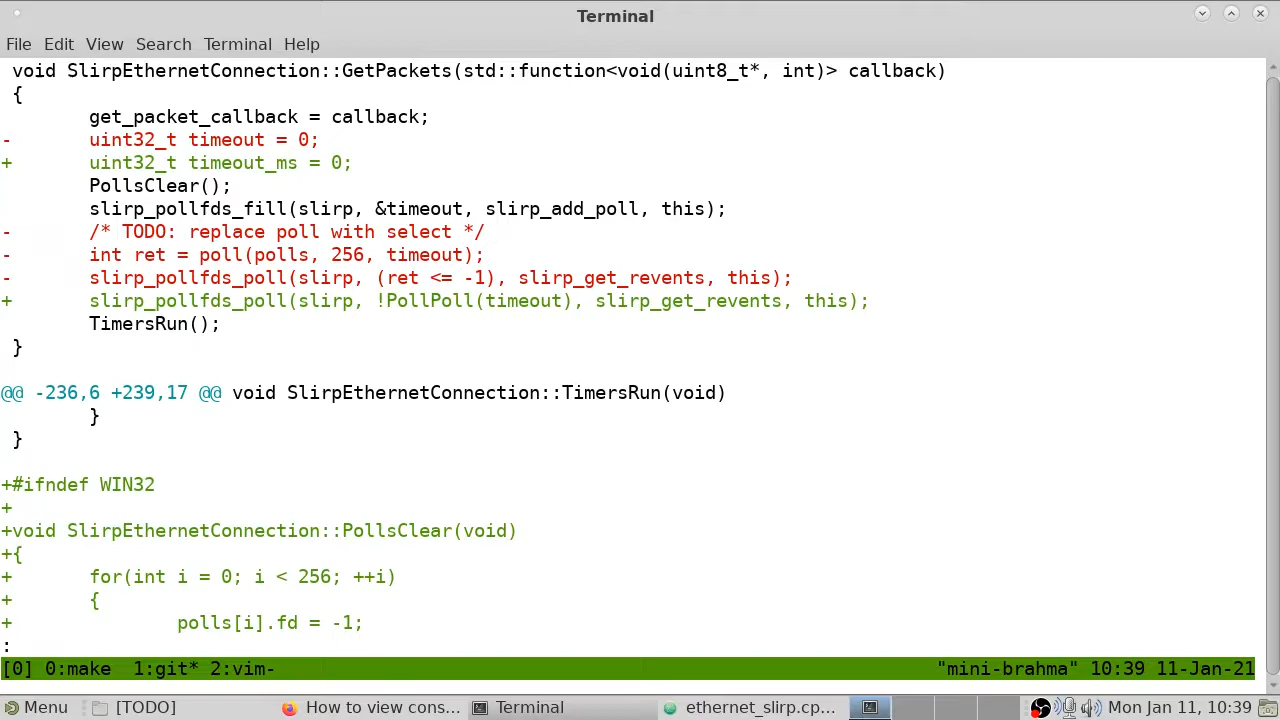 Terminal
File Edit View Search Terminal Help
void SlirpEthernetConnection::GetPackets(std::function<void(uint8_t*, int)> callback)
{
get_packet_callback = callback;
- uint32_t timeout = 0;
+ uint32_t timeout_ms = 0;
PollsClear();
slirp_pollfds_fill(slirp, &timeout, slirp_add_poll, this);
- /* TODO: replace poll with select */
- int ret = poll(polls, 256, timeout);
- slirp_pollfds_poll(slirp, (ret <= -1), slirp_get_revents, this);
+ slirp_pollfds_poll(slirp, !PollPoll(timeout), slirp_get_revents, this);
TimersRun();
}
@@ -236,6 +239,17 @@ void SlirpEthernetConnection::TimersRun(void)
}
}
+#ifndef WIN32
+
+void SlirpEthernetConnection::PollsClear(void)
+{
+ for(int i = 0; i < 256; ++i)
+ {
+ polls[i].fd = -1;
:
[0] 0:make 1:git* 2:vim- "mini-brahma" 10:39 11-Jan-21
Menu [TODO] How to view cons... Terminal ethernet_slirp.cp... Mon Jan 11, 10:39